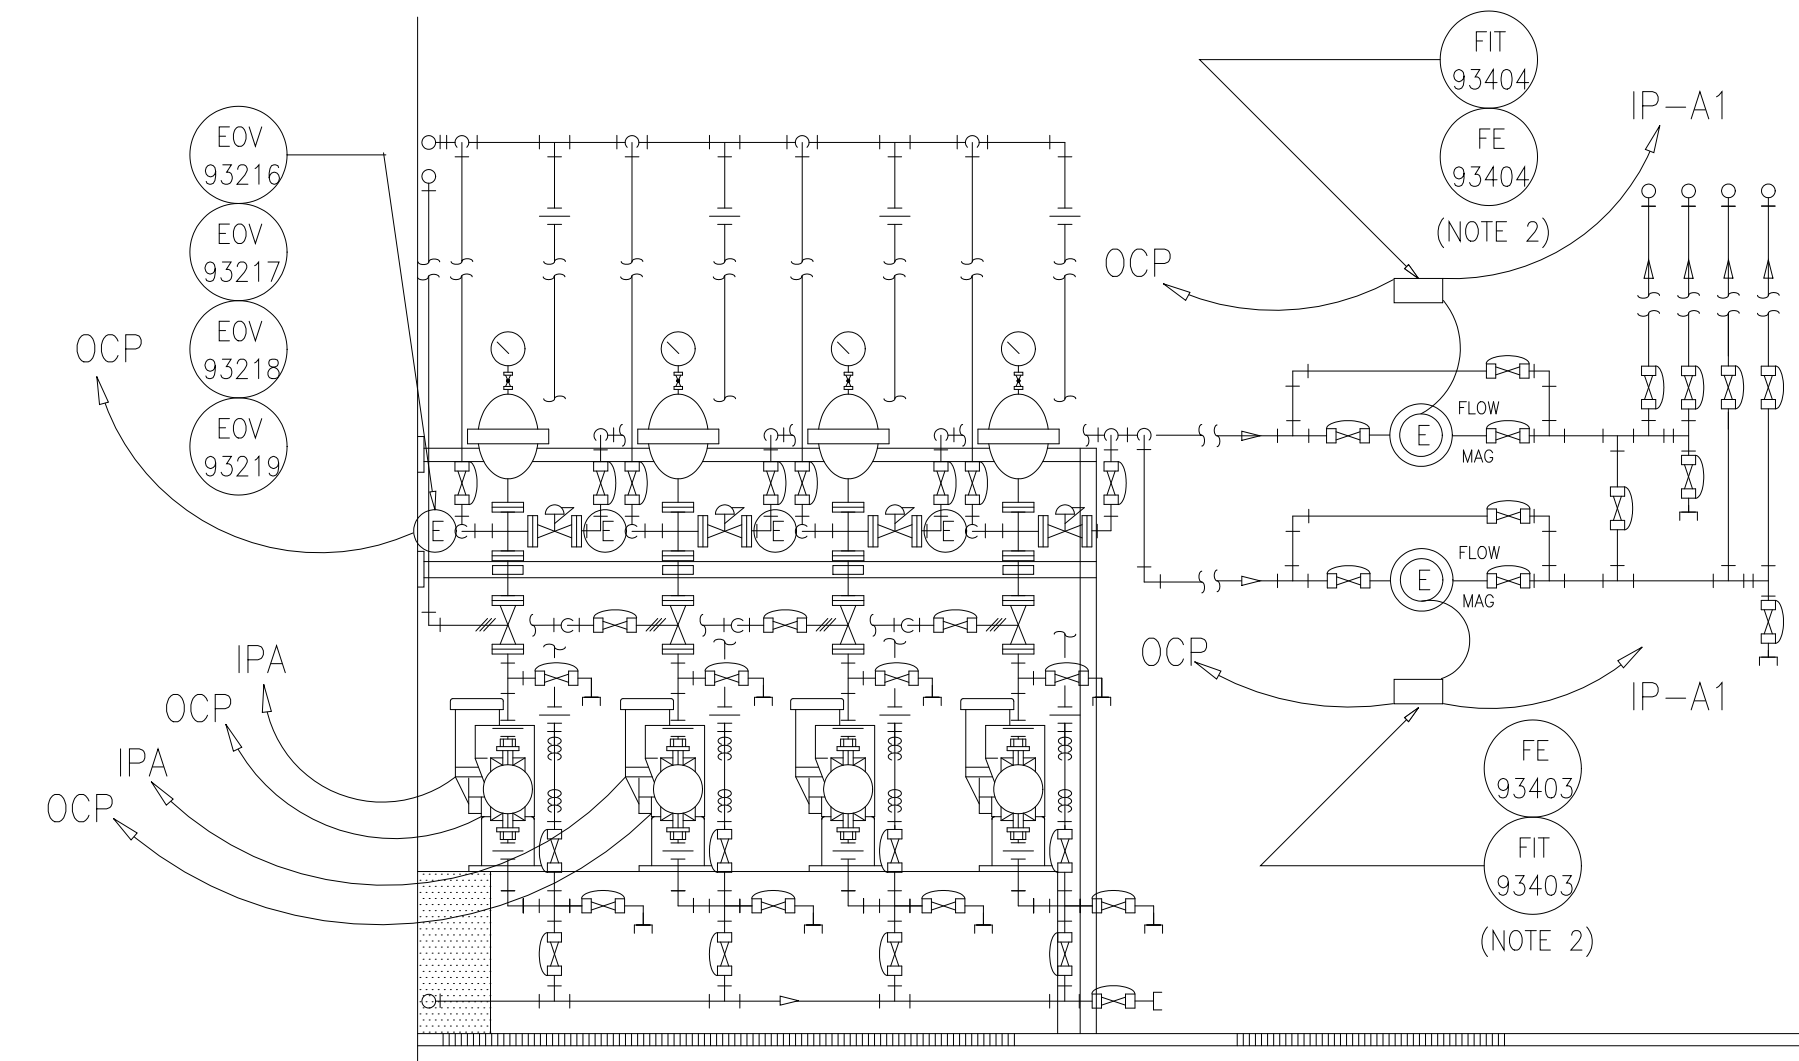 FIT
93404
FE
93404
(NOTE 2)
IP-A1
EOV
93216
EOV
93217
EOV
93218
EOV
93219
OCP
OCP
FLOW
E
MAG
E
E
E
E
FLOW
E
MAG
IPA
OCP
IPA
OCP
OCP
IP-A1
FE
93403
FIT
93403
(NOTE 2)